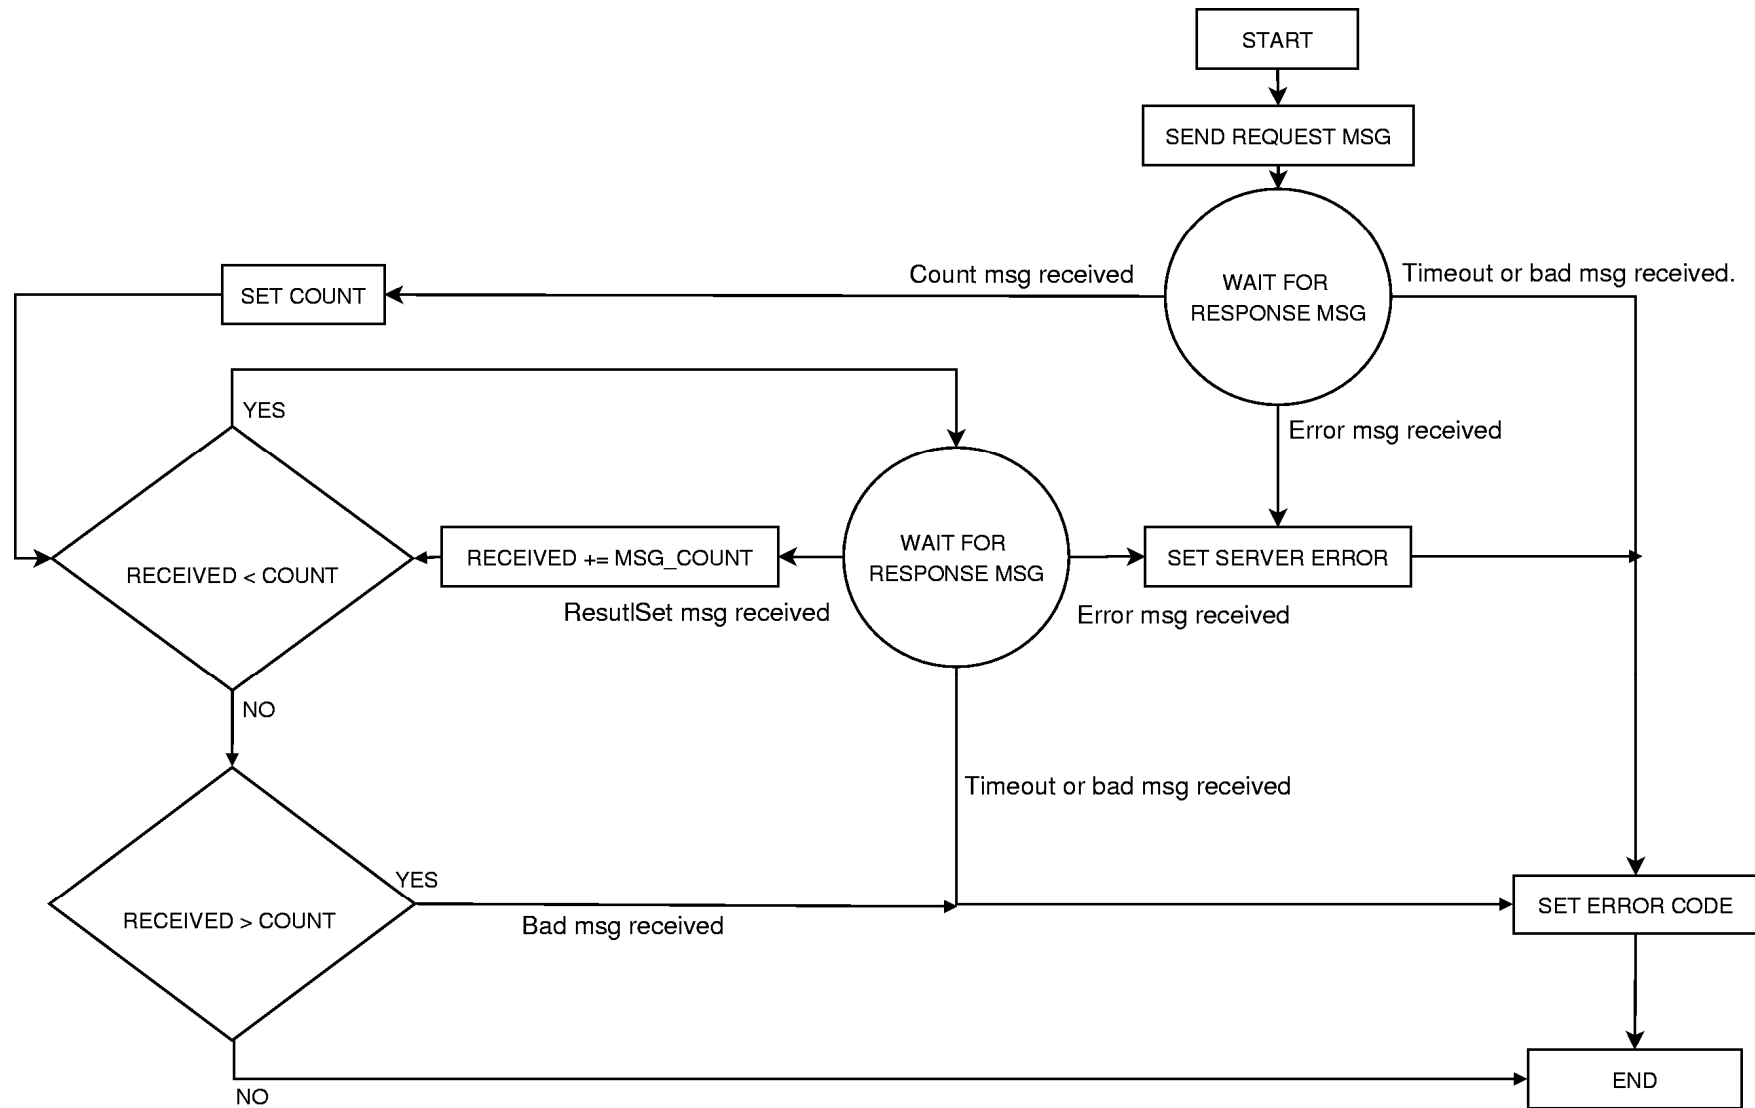 START
SEND REQUEST MSG
Count msg received
WAIT FOR
RESPONSE MSG
Timeout or bad msg received.
SET COUNT
YES
Error msg received
RECEIVED < COUNT
RECEIVED += MSG_COUNT
WAIT FOR
RESPONSE MSG
SET SERVER ERROR
ResutlSet msg received
Error msg received
NO
Timeout or bad msg received
YES
RECEIVED > COUNT
Bad msg received
SET ERROR CODE
END
NO